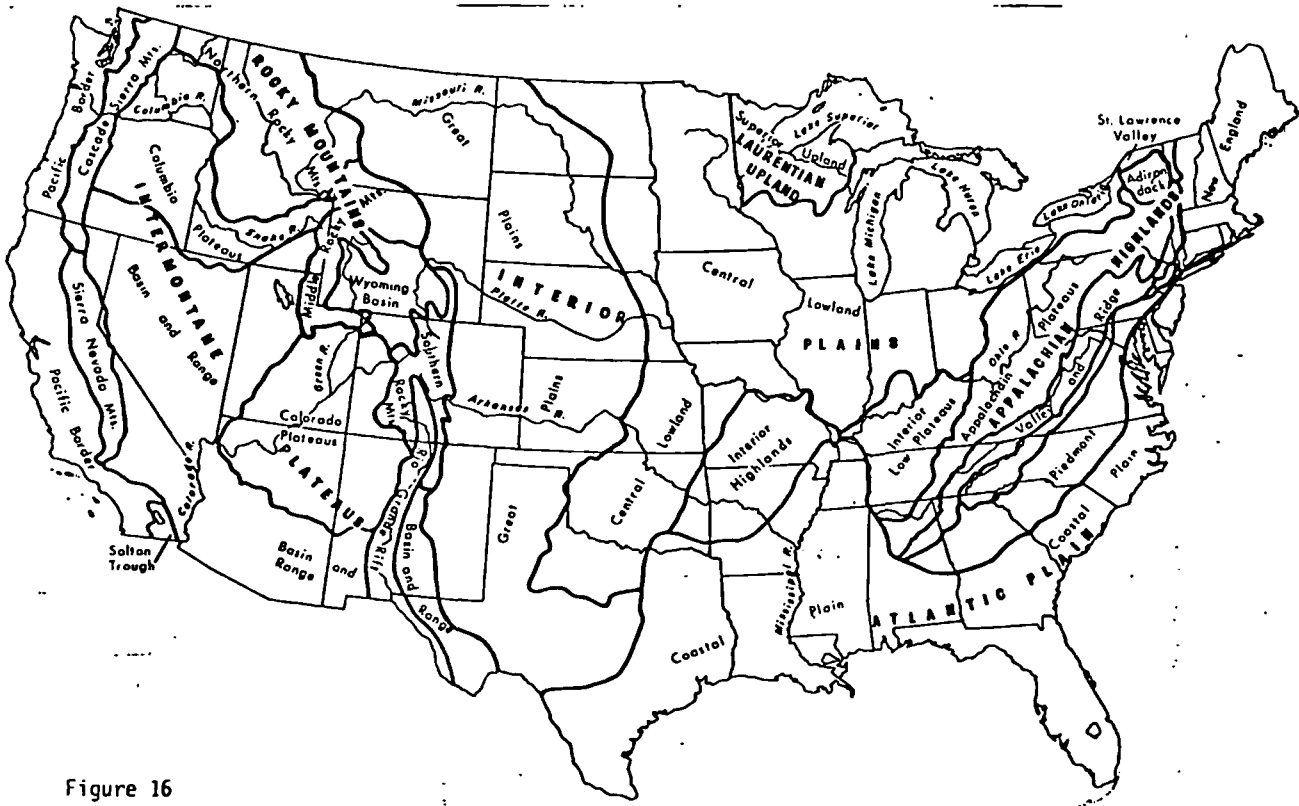 Pacific Border
Cascade Sierra Mts.
Columbia R.
Northern Rocky Mts.
ROCKY MOUNTAINS
Missouri R.
Great
Plains
Columbia
Plateaus
Snake R.
INTERMONTANE
Basin and Range
Middle Rocky Mts.
Wyoming Basin
Southern
Rocky Mts.
Platte R.
INTERIOR
Plains
Arkansas R.
Green R.
Colorado Plateaus
PLATEAUS
Sierra Nevada Mts.
Pacific Border
Colorado R.
Salton Trough
Basin and Range
Rio Grande Rift
Basin and Range
Great
Central
Lowland
Interior Highlands
Central
Lowland
PLAINS
Superior Upland
LAURENTIAN UPLAND
Lake Superior
Lake Michigan
Lake Huron
Lake Erie
Lake Ontario
St. Lawrence Valley
Adirondack
New England
HIGHLANDS
APPALACHIAN
Appalachian Plateaus
Ohio R.
Valley and Ridge
Interior Low Plateaus
Piedmont
Coastal Plain
ATLANTIC PLAIN
Mississippi R.
Plain
Coastal
Figure 16